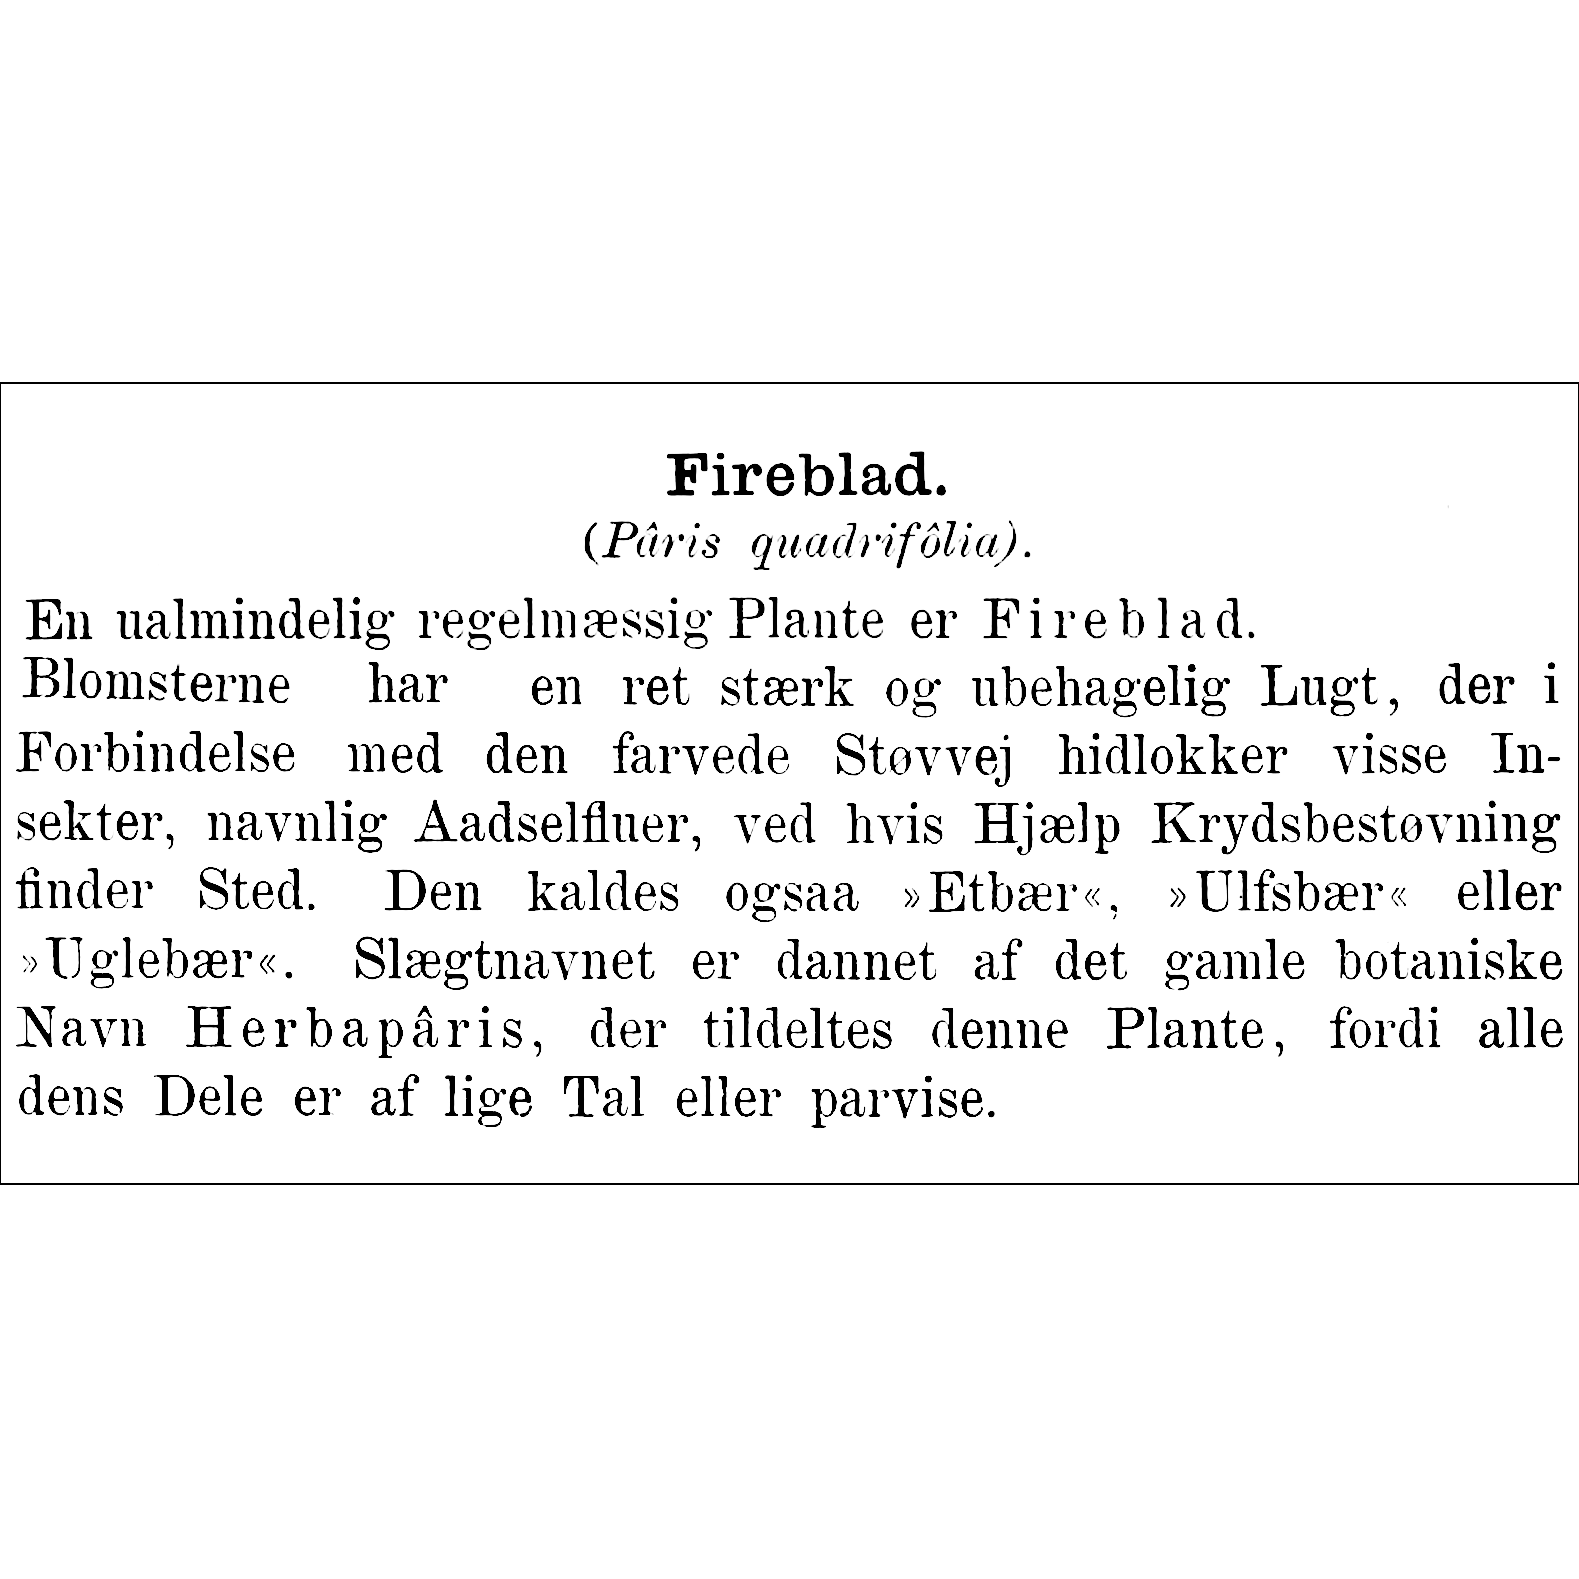 Fireblad.
(Pâris quadrifôlia).
En ualmindelig regelmæssig Plante er Fireblad.
Blomsterne har en ret stærk og ubehagelig Lugt, der i
Forbindelse med den farvede Støvvej hidlokker visse In-
sekter, navnlig Aadselfluer, ved hvis Hjælp Krydsbestøvning
finder Sted. Den kaldes ogsaa »Etbær«, »Ulfsbær« eller
»Uglebær«. Slægtnavnet er dannet af det gamle botaniske
Navn Herbapâris, der tildeltes denne Plante, fordi alle
dens Dele er af lige Tal eller parvise.